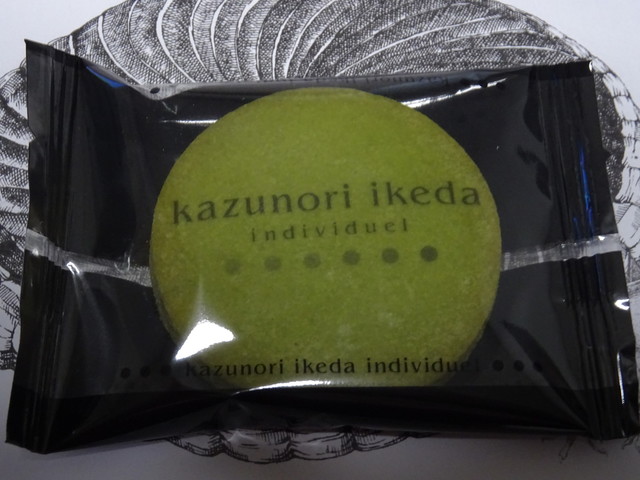 kazunori ikeda
individuel
kazunori ikeda individuel